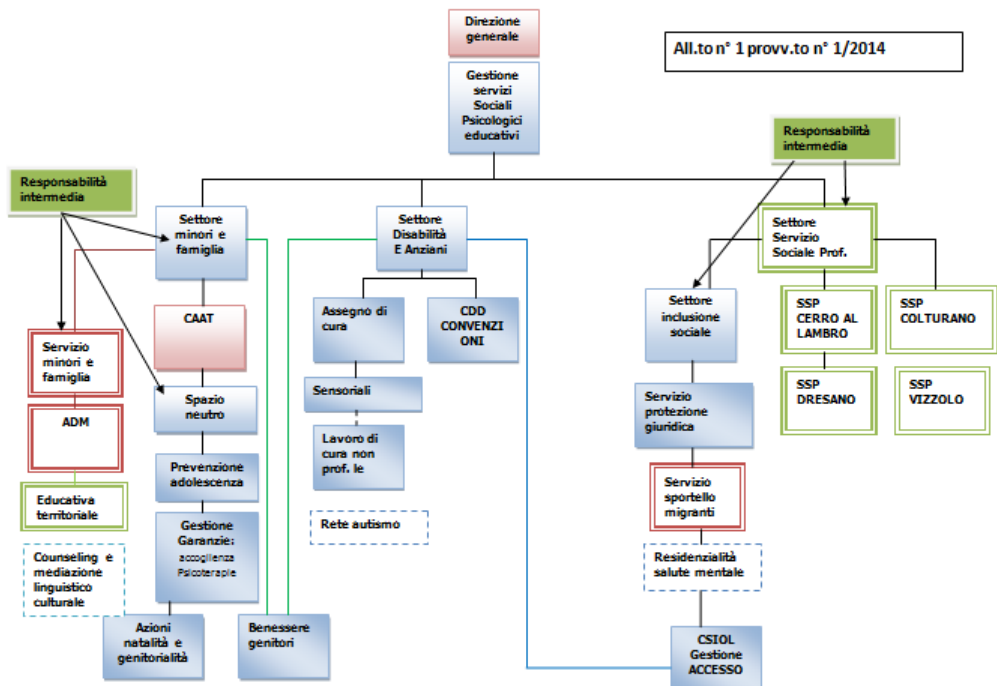 Direzione
generale
All.to n° 1 provv.to n° 1/2014
Gestione
servizi
Sociali
Psicologici
educativi
Responsabilità
intermedia
Responsabilità
intermedia
Settore
minori e
famiglia
Settore
Disabilità
E Anziani
Settore
Servizio
Sociale Prof.
CAAT
Assegno di
cura
CDD
CONVENZI
ONI
Settore
inclusione
sociale
SSP
CERRO AL
LAMBRO
SSP
COLTURANO
Servizio
minori e
famiglia
Spazio
neutro
Sensoriali
Servizio
protezione
giuridica
SSP
DRESANO
SSP
VIZZOLO
ADM
Lavoro di
cura non
prof. le
Prevenzione
adolescenza
Servizio
sportello
migranti
Educativa
territoriale
Gestione
Garanzie:
accoglienza
Psicoterapie
Rete autismo
Counseling e
mediazione
linguistico
culturale
Residenzialità
salute mentale
Azioni
natalità e
genitorialità
Benessere
genitori
CSIOL
Gestione
ACCESSO